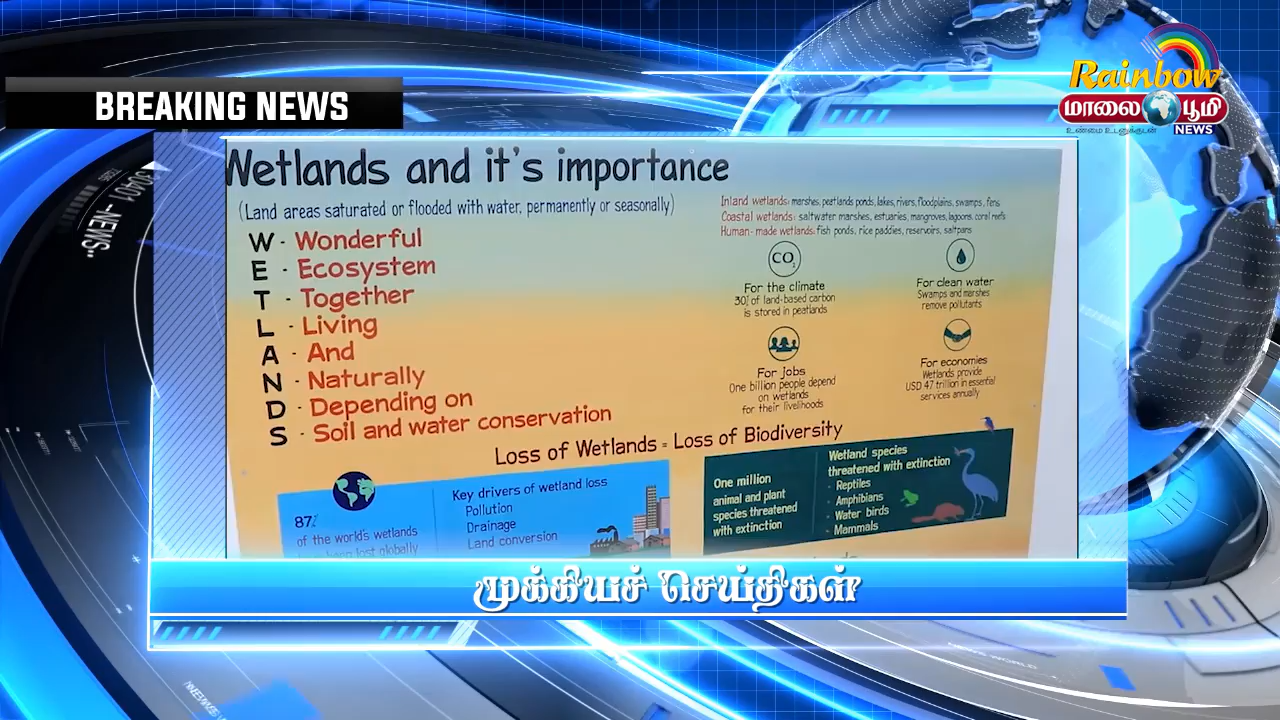 BREAKING NEWS
Rainbow
மாலை பூமி
உண்மை உடனுக்குடன்
NEWS
30401 -NEWS"
Wetlands and it's importance
(Land areas saturated or flooded with water, permanently or seasonally)
W - Wonderful
E - Ecosystem
T - Together
L - Living
A - And
N - Naturally
D - Depending on
S - Soil and water conservation
Inland wetlands: marshes, peatlands ponds, lakes, rivers, floodplains, swamps, fens
Coastal wetlands: saltwater marshes, estuaries, mangroves, lagoons, coral reefs
Human-made wetlands: fish ponds, rice paddies, reservoirs, saltpans
CO2
For the climate
30% of land-based carbon
is stored in peatlands
For clean water
Swamps and marshes
remove pollutants
For jobs
One billion people depend
on wetlands
for their livelihoods
For economies
Wetlands provide
USD 47 trillion in essential
services annually
Loss of Wetlands = Loss of Biodiversity
87%
of the world's wetlands
lost globally
Key drivers of wetland loss
Pollution
Drainage
Land conversion
One million
animal and plant
species threatened
with extinction
Wetland species
threatened with extinction
- Reptiles
- Amphibians
- Water birds
- Mammals
முக்கியச் செய்திகள்